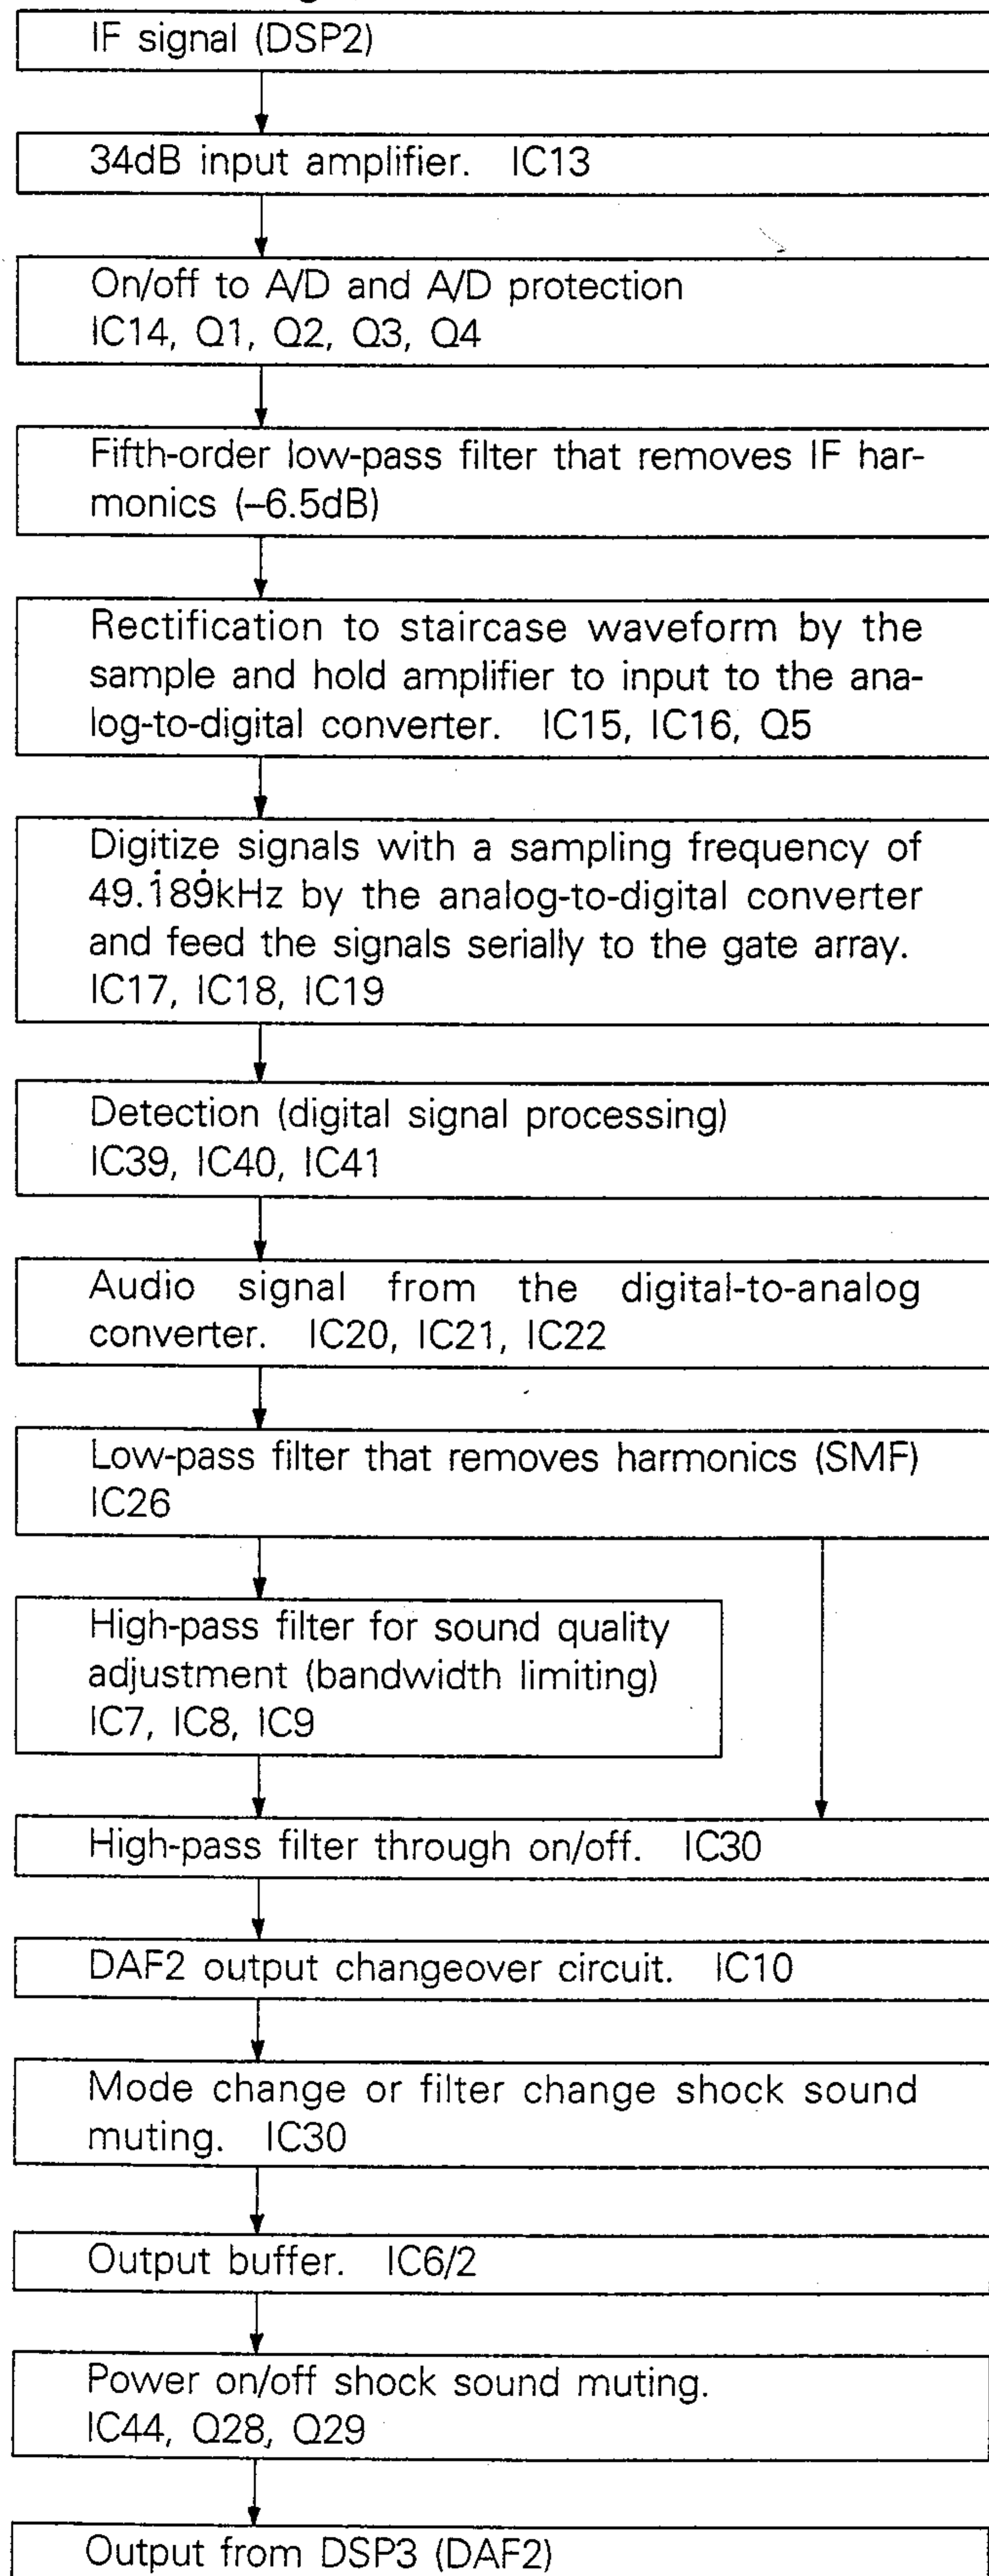 IF signal (DSP2)
34dB input amplifier. IC13
On/off to A/D and A/D protection
IC14, Q1, Q2, Q3, Q4
Fifth-order low-pass filter that removes IF har-
monics (–6.5dB)
Rectification to staircase waveform by the
sample and hold amplifier to input to the ana-
log-to-digital converter. IC15, IC16, Q5
Digitize signals with a sampling frequency of
49.1̇89̇kHz by the analog-to-digital converter
and feed the signals serially to the gate array.
IC17, IC18, IC19
Detection (digital signal processing)
IC39, IC40, IC41
Audio signal from the digital-to-analog
converter. IC20, IC21, IC22
Low-pass filter that removes harmonics (SMF)
IC26
High-pass filter for sound quality
adjustment (bandwidth limiting)
IC7, IC8, IC9
High-pass filter through on/off. IC30
DAF2 output changeover circuit. IC10
Mode change or filter change shock sound
muting. IC30
Output buffer. IC6/2
Power on/off shock sound muting.
IC44, Q28, Q29
Output from DSP3 (DAF2)